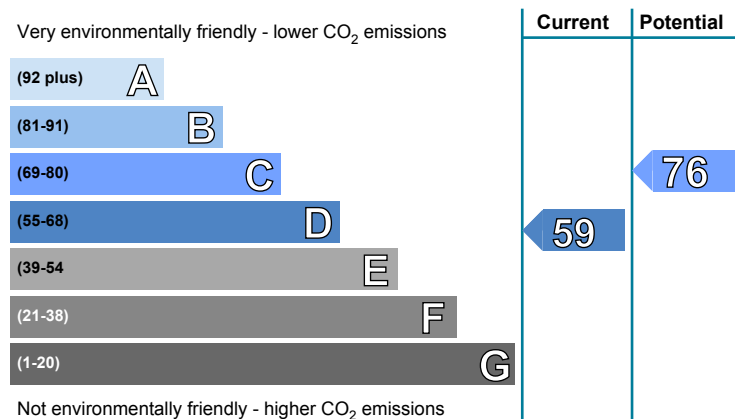 Very environmentally friendly - lower CO₂ emissions
Current
Potential
(92 plus) A
(81-91) B
(69-80) C
76
(55-68) D
59
(39-54 E
(21-38) F
(1-20) G
Not environmentally friendly - higher CO₂ emissions